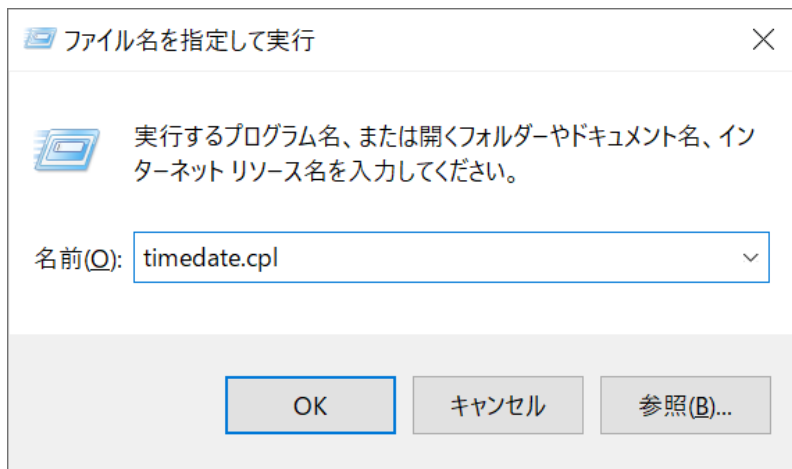 ファイル名を指定して実行
実行するプログラム名、または開くフォルダーやドキュメント名、イン
ターネット リソース名を入力してください。
名前(O): timedate.cpl
OK キャンセル 参照(B)...